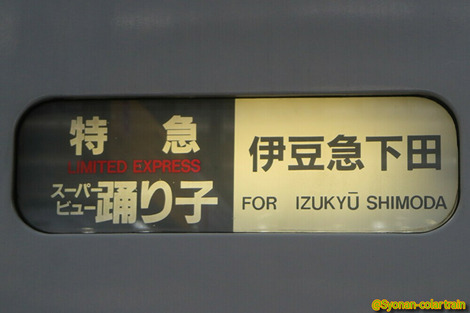 特急
LIMITED EXPRESS
スーパー
ビュー踊り子
伊豆急下田
FOR IZUKYŪ SHIMODA
@Syonan-colartrain